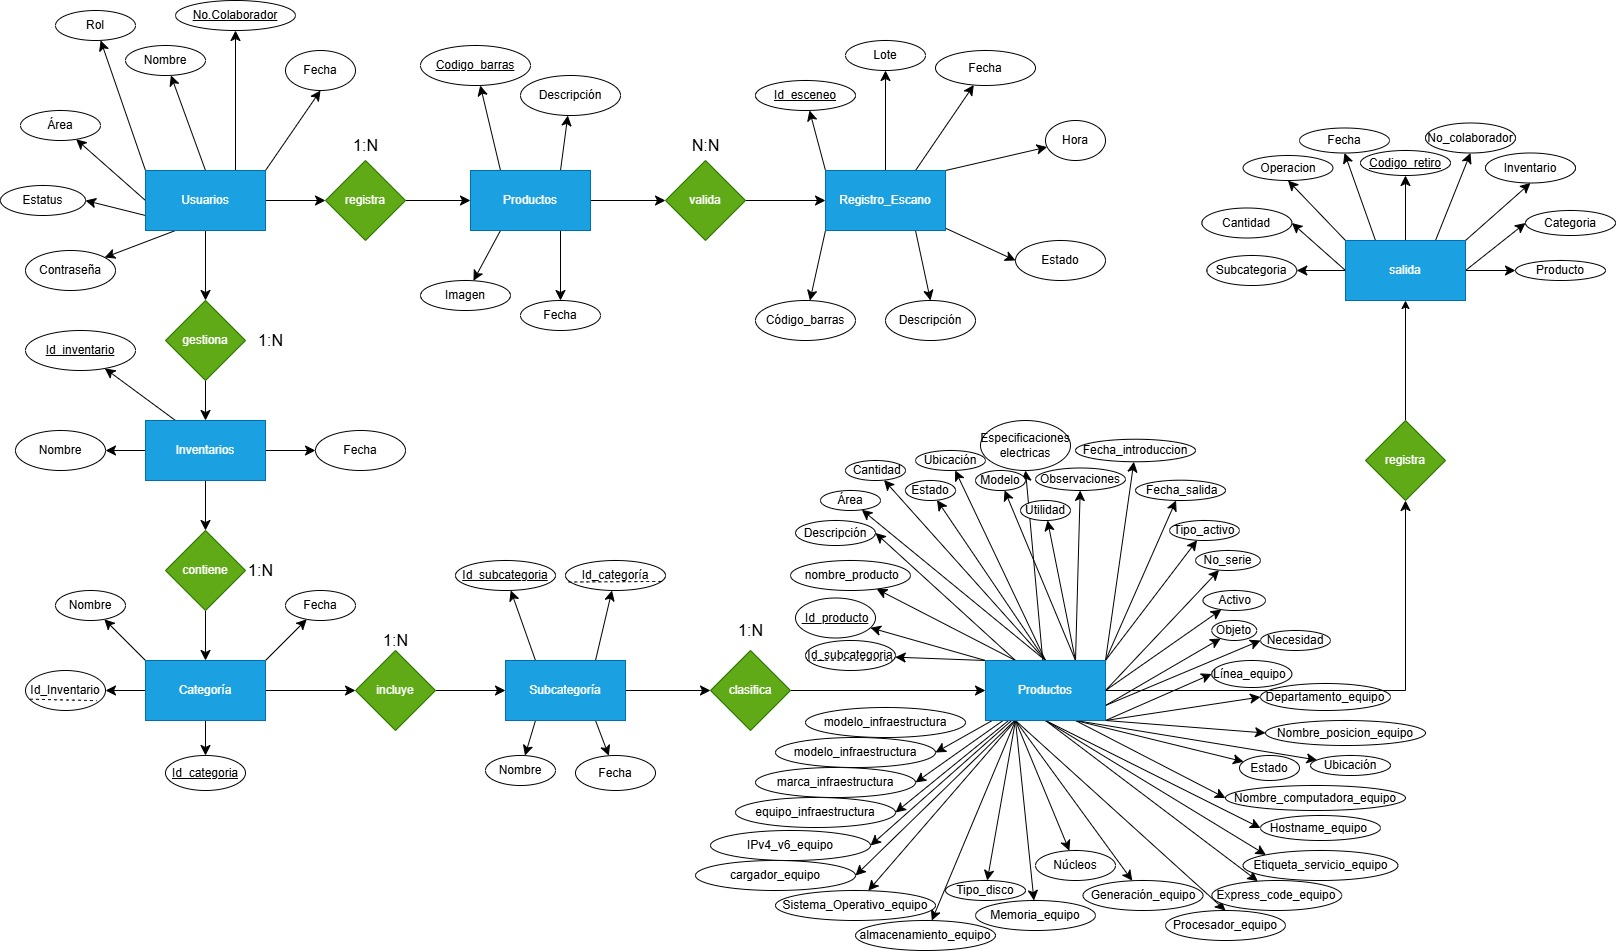 No.Colaborador
Rol
Nombre
Fecha
Área
Estatus
Contraseña
Usuarios
1:N
registra
Codigo_barras
Descripción
Productos
Imagen
Fecha
N:N
valida
Lote
Fecha
Id_esceneo
Hora
Registro_Escano
Estado
Código_barras
Descripción
No_colaborador
Fecha
Codigo_retiro
Operacion
Inventario
Cantidad
Categoria
Subcategoria
salida
Producto
gestiona
1:N
Id_inventario
Nombre
Inventarios
Fecha
contiene
1:N
Nombre
Fecha
Id_Inventario
Categoría
Id_categoria
1:N
incluye
Id_subcategoria
Id_categoría
Subcategoría
Nombre
Fecha
1:N
clasifica
registra
Especificaciones
electricas
Fecha_introduccion
Ubicación
Cantidad
Modelo
Observaciones
Estado
Fecha_salida
Área
Utilidad
Descripción
Tipo_activo
No_serie
nombre_producto
Activo
Id_producto
Objeto
Necesidad
Id_subcategoria
Línea_equipo
Productos
Departamento_equipo
modelo_infraestructura
Nombre_posicion_equipo
modelo_infraestructura
Estado
Ubicación
marca_infraestructura
Nombre_computadora_equipo
equipo_infraestructura
Hostname_equipo
IPv4_v6_equipo
Núcleos
Etiqueta_servicio_equipo
cargador_equipo
Tipo_disco
Generación_equipo
Express_code_equipo
Sistema_Operativo_equipo
Memoria_equipo
Procesador_equipo
almacenamiento_equipo